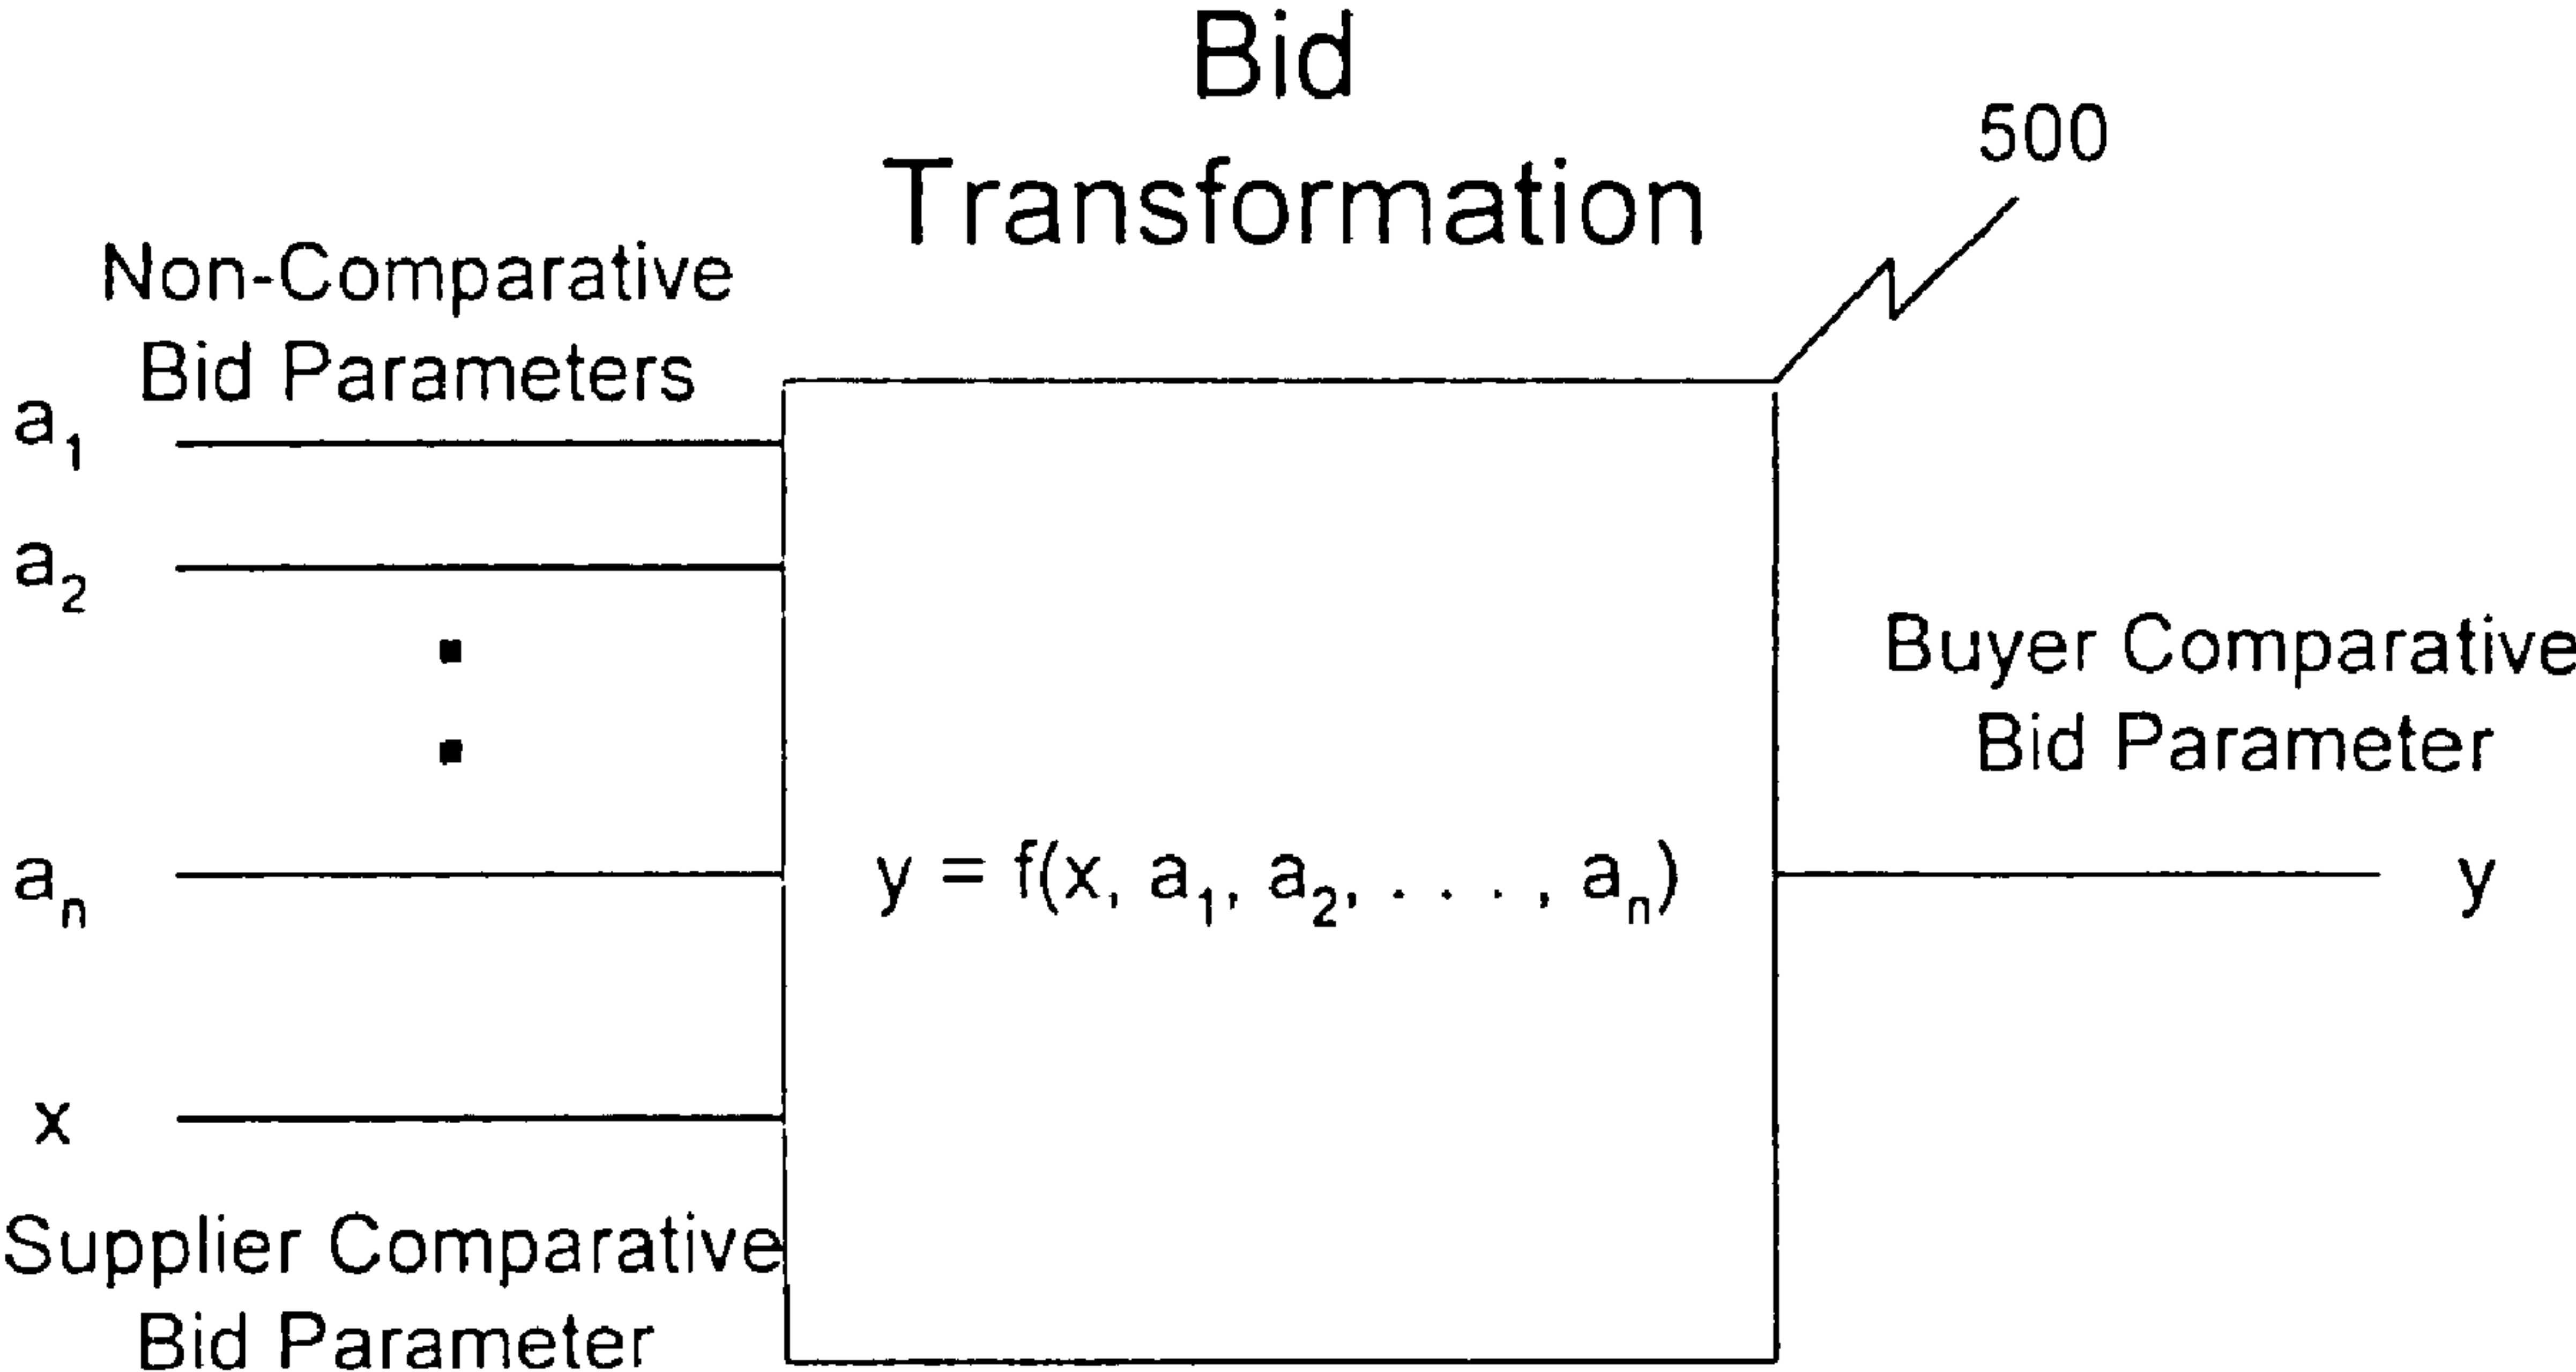 Bid
Transformation
500
Non-Comparative
Bid Parameters
a₁
a₂
aₙ
x
Supplier Comparative
Bid Parameter
y = f(x, a₁, a₂, . . . , aₙ)
Buyer Comparative
Bid Parameter
y